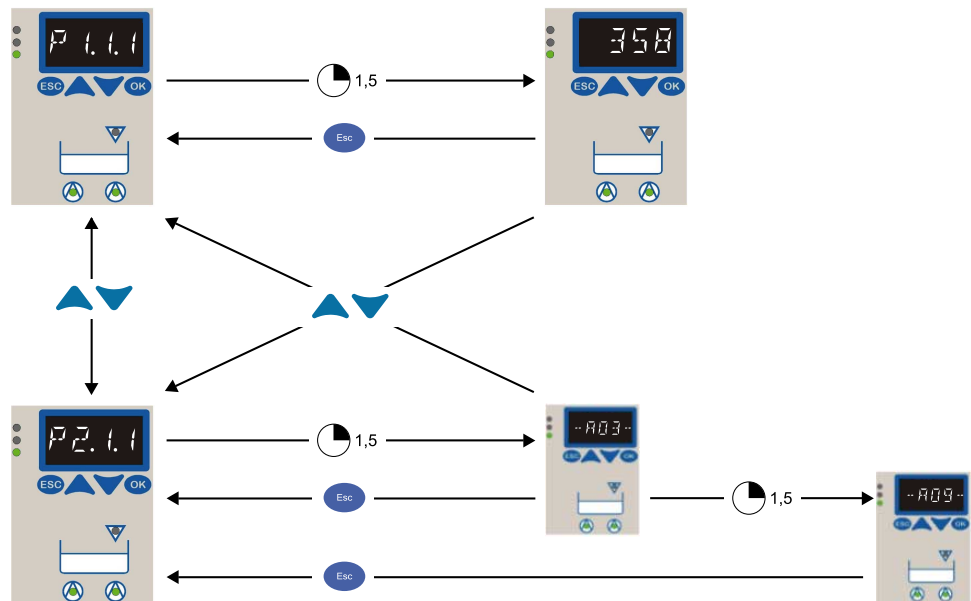 P 1.1.1
358
ESC OK
ESC OK
1,5
Esc
P2.1.1
--A03--
ESC OK
1,5
ESC OK
Esc
1,5
--A09--
ESC OK
Esc